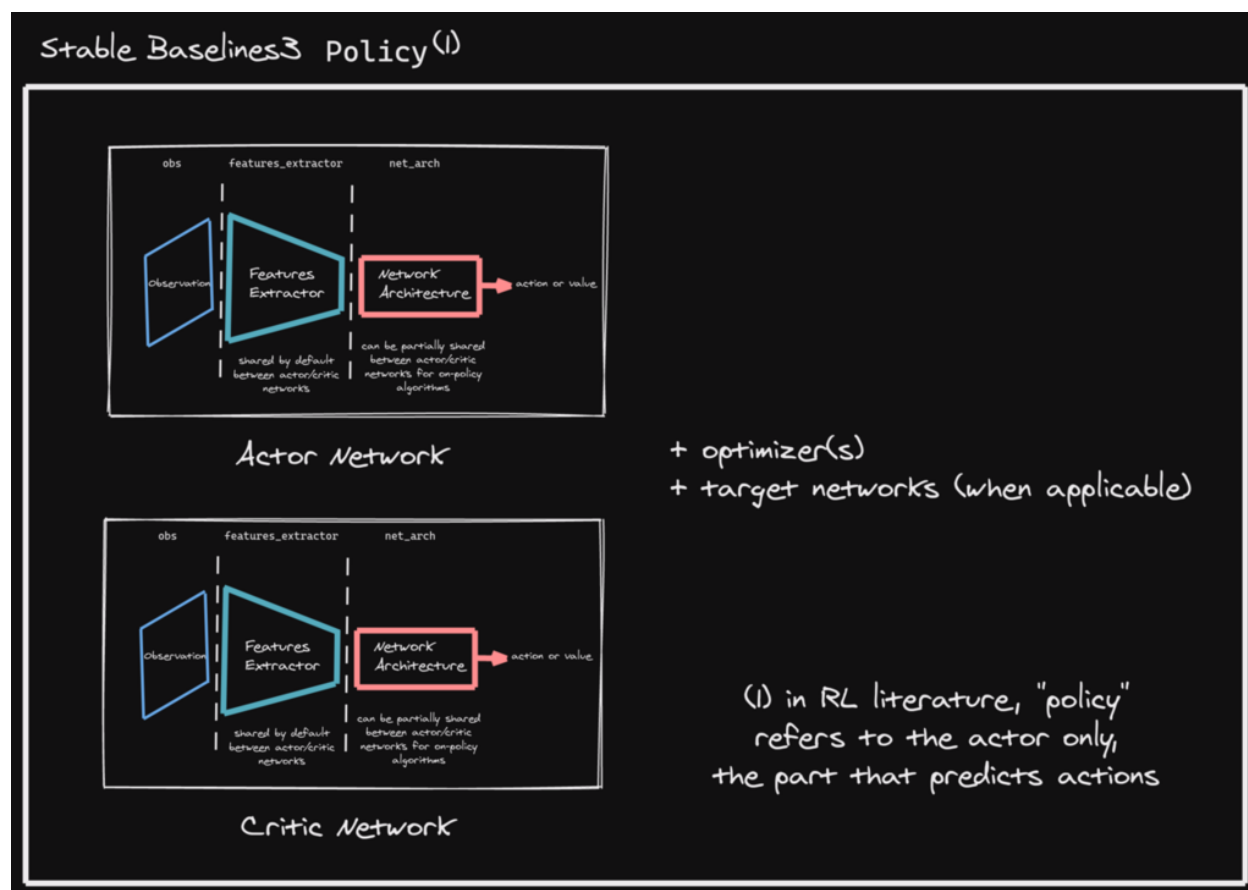 Stable Baselines3 Policy(1)
obs features_extractor net_arch
Observation
Features
Extractor
Network
Architecture
action or value
shared by default
between actor/critic
networks
can be partially shared
between actor/critic
networks for on-policy
algorithms
Actor Network
+ optimizer(s)
+ target networks (when applicable)
obs features_extractor net_arch
Observation
Features
Extractor
Network
Architecture
action or value
shared by default
between actor/critic
networks
can be partially shared
between actor/critic
networks for on-policy
algorithms
Critic Network
(1) in RL literature, "policy"
refers to the actor only,
the part that predicts actions